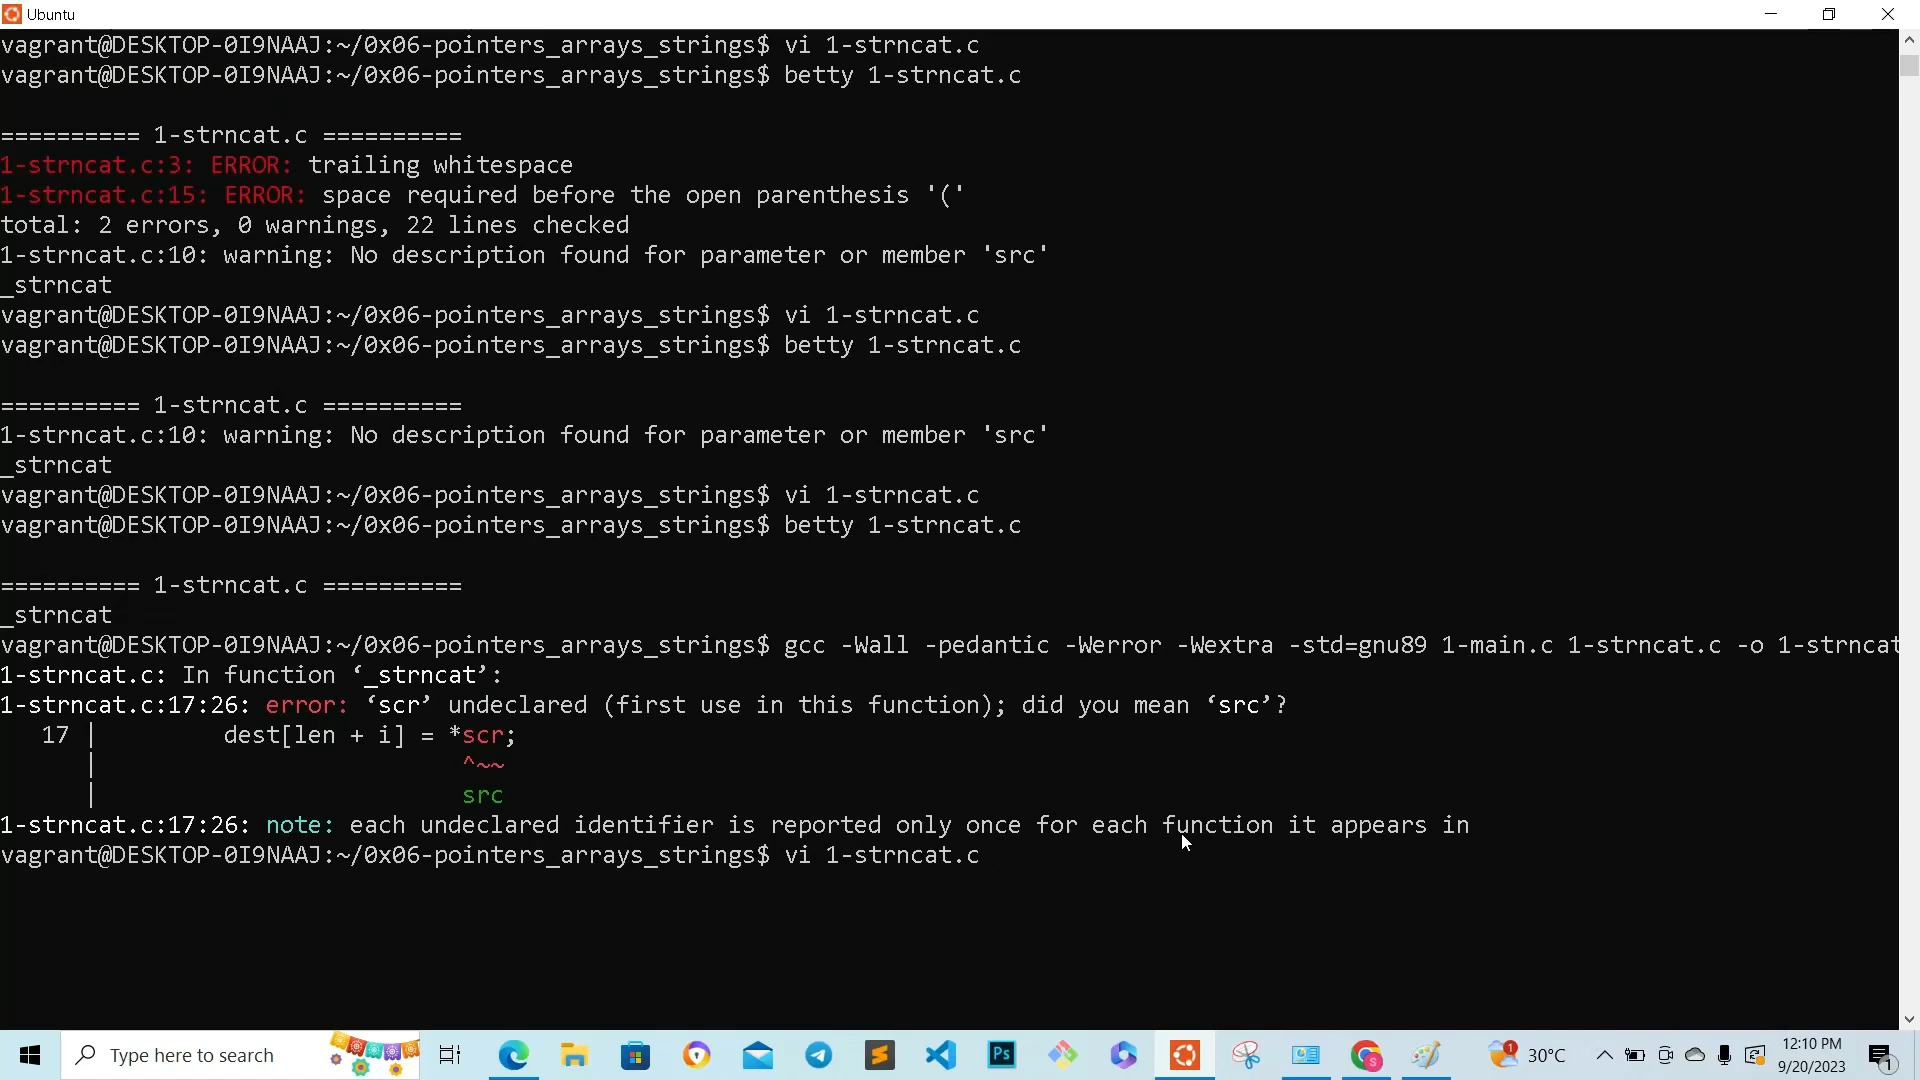 Ubuntu
vagrant@DESKTOP-0I9NAAJ:~/0x06-pointers_arrays_strings$ vi 1-strncat.c
vagrant@DESKTOP-0I9NAAJ:~/0x06-pointers_arrays_strings$ betty 1-strncat.c
========== 1-strncat.c ==========
1-strncat.c:3: ERROR: trailing whitespace
1-strncat.c:15: ERROR: space required before the open parenthesis '('
total: 2 errors, 0 warnings, 22 lines checked
1-strncat.c:10: warning: No description found for parameter or member 'src'
_strncat
vagrant@DESKTOP-0I9NAAJ:~/0x06-pointers_arrays_strings$ vi 1-strncat.c
vagrant@DESKTOP-0I9NAAJ:~/0x06-pointers_arrays_strings$ betty 1-strncat.c
========== 1-strncat.c ==========
1-strncat.c:10: warning: No description found for parameter or member 'src'
_strncat
vagrant@DESKTOP-0I9NAAJ:~/0x06-pointers_arrays_strings$ vi 1-strncat.c
vagrant@DESKTOP-0I9NAAJ:~/0x06-pointers_arrays_strings$ betty 1-strncat.c
========== 1-strncat.c ==========
_strncat
vagrant@DESKTOP-0I9NAAJ:~/0x06-pointers_arrays_strings$ gcc -Wall -pedantic -Werror -Wextra -std=gnu89 1-main.c 1-strncat.c -o 1-strncat
1-strncat.c: In function ‘_strncat’:
1-strncat.c:17:26: error: ‘scr’ undeclared (first use in this function); did you mean ‘src’?
17 | dest[len + i] = *scr;
| ^~~
| src
1-strncat.c:17:26: note: each undeclared identifier is reported only once for each function it appears in
vagrant@DESKTOP-0I9NAAJ:~/0x06-pointers_arrays_strings$ vi 1-strncat.c
Type here to search
Ps
S
1
30°C
12:10 PM
9/20/2023
1